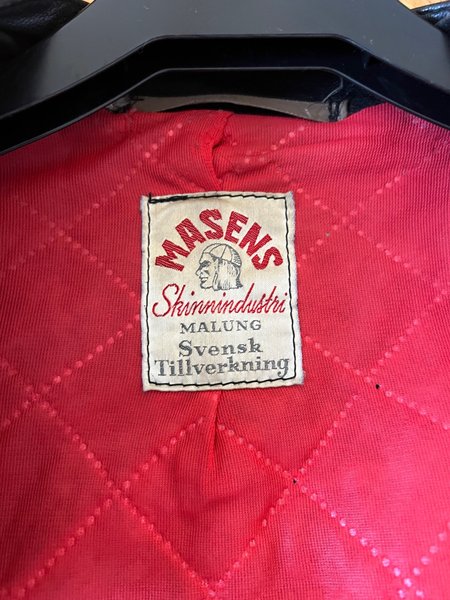 MASENS
Skinnindustri
MALUNG
Svensk
Tillverkning